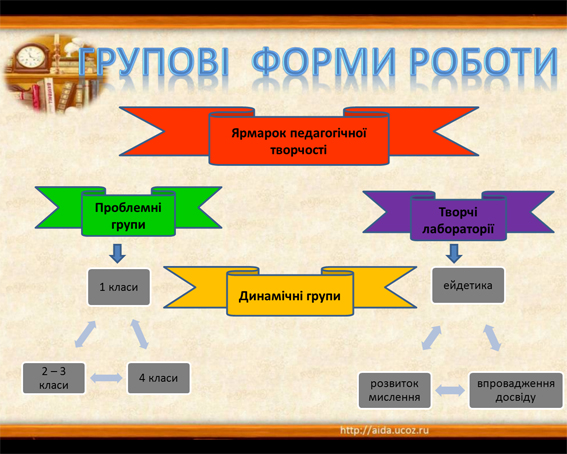 ГРУПОВІ ФОРМИ РОБОТИ
Ярмарок педагогічної
творчості
Проблемні
групи
Творчі
лабораторії
1 класи
Динамічні групи
ейдетика
2 – 3
класи
4 класи
розвиток
мислення
впровадження
досвіду
http://aida.ucoz.ru